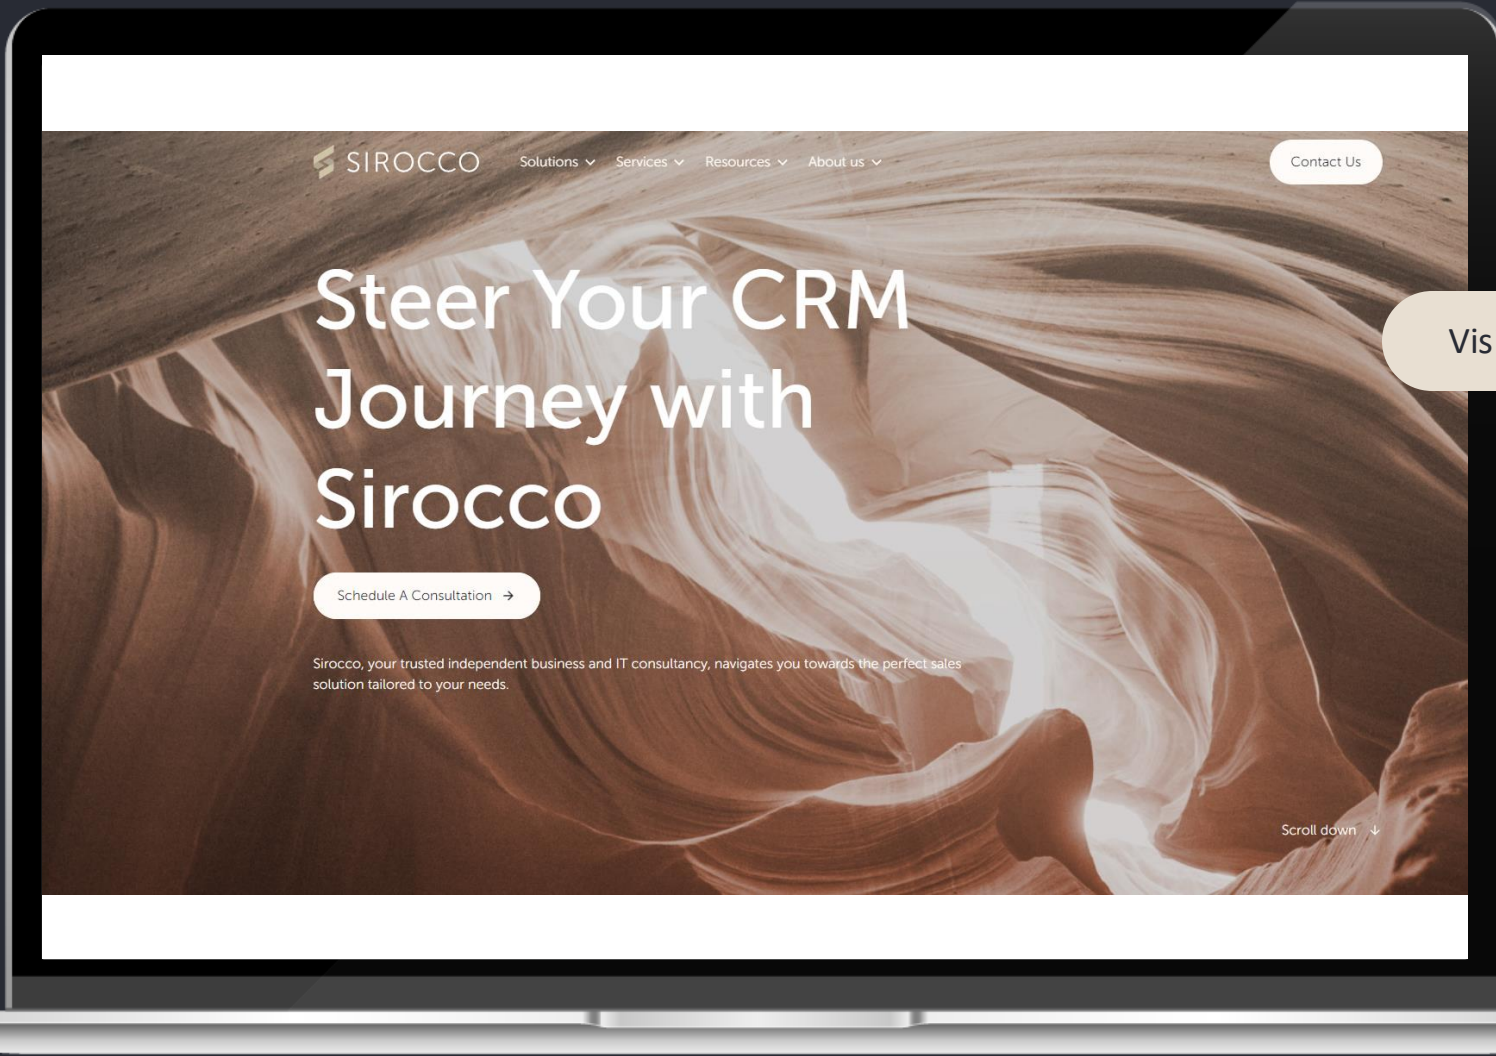 SIROCCO
Solutions
Services
Resources
About us
Contact Us
Steer Your CRM
Journey with
Sirocco
Schedule A Consultation →
Sirocco, your trusted independent business and IT consultancy, navigates you towards the perfect sales
solution tailored to your needs.
Scroll down ↓
Vis